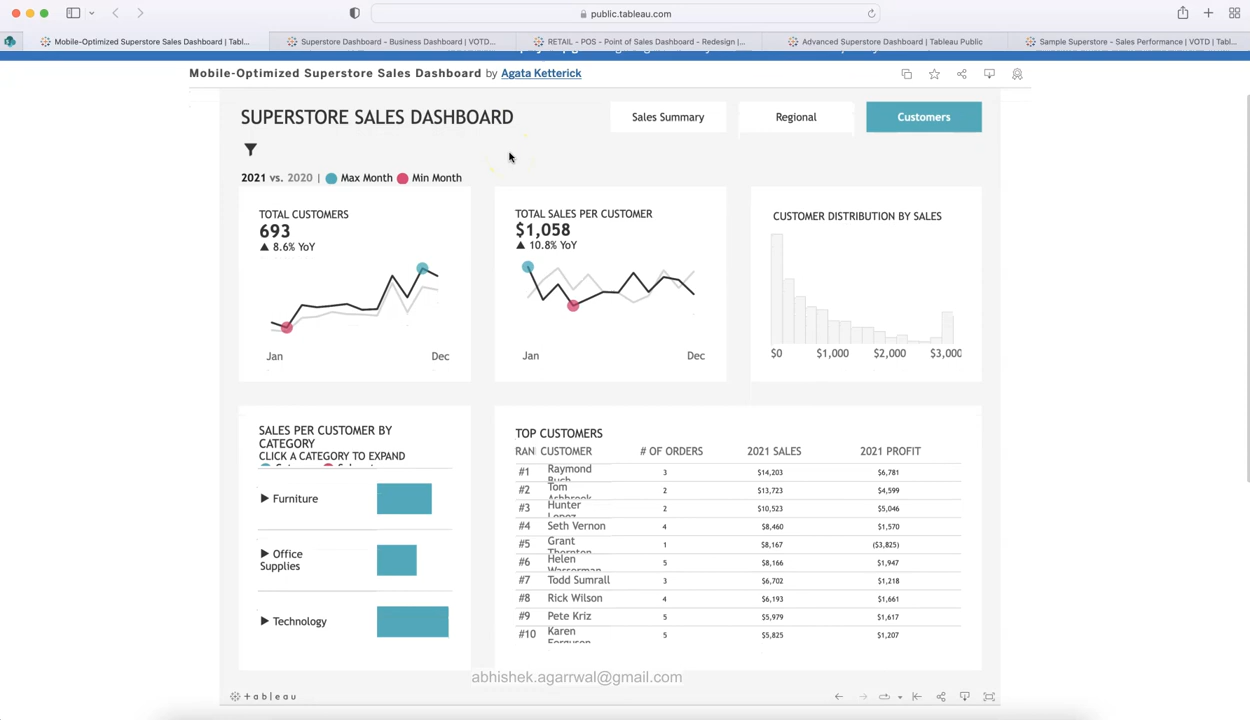 public.tableau.com
Mobile-Optimized Superstore Sales Dashboard | Tabl...
Superstore Dashboard - Business Dashboard | VOTD...
RETAIL - POS - Point of Sales Dashboard - Redesign |...
Advanced Superstore Dashboard | Tableau Public
Sample Superstore - Sales Performance | VOTD | Tabl...
Mobile-Optimized Superstore Sales Dashboard by Agata Ketterick
SUPERSTORE SALES DASHBOARD
Sales Summary
Regional
Customers
2021 vs. 2020 | Max Month Min Month
TOTAL CUSTOMERS
693
▲ 8.6% YoY
Jan Dec
TOTAL SALES PER CUSTOMER
$1,058
▲ 10.8% YoY
Jan Dec
CUSTOMER DISTRIBUTION BY SALES
$0 $1,000 $2,000 $3,000
SALES PER CUSTOMER BY
CATEGORY
CLICK A CATEGORY TO EXPAND
Furniture
Office
Supplies
Technology
TOP CUSTOMERS
RAN CUSTOMER # OF ORDERS 2021 SALES 2021 PROFIT
#1 Raymond Buch 3 $14,203 $6,781
#2 Tom Ashbrook 2 $13,723 $4,599
#3 Hunter Lopez 2 $10,523 $5,046
#4 Seth Vernon 4 $8,460 $1,570
#5 Grant Thornton 1 $8,167 ($3,825)
#6 Helen Wasserman 5 $8,166 $1,947
#7 Todd Sumrall 3 $6,702 $1,218
#8 Rick Wilson 4 $6,193 $1,661
#9 Pete Kriz 5 $5,979 $1,617
#10 Karen Ferguson 5 $5,825 $1,207
abhishek.agarrwal@gmail.com
+ableau